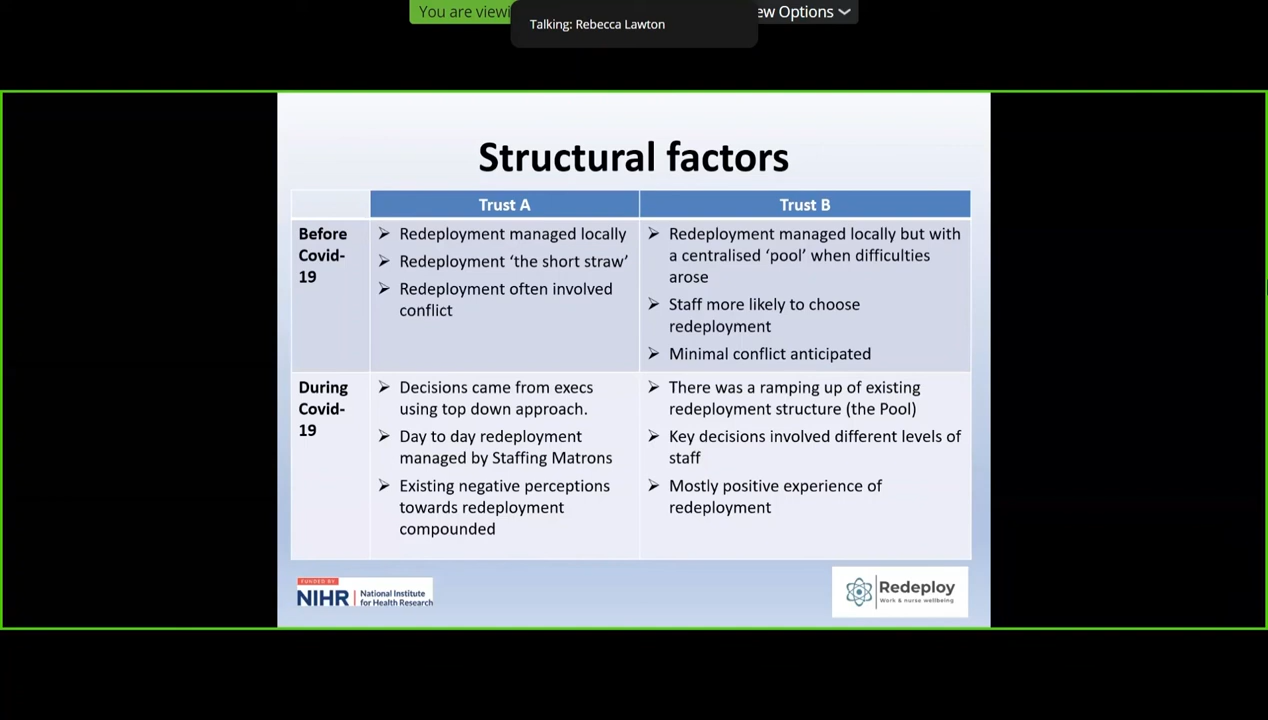 You are viewi
Talking: Rebecca Lawton
ew Options
Structural factors
Trust A
Trust B
Before
Covid-
19
Redeployment managed locally
Redeployment ‘the short straw’
Redeployment often involved
conflict
Redeployment managed locally but with
a centralised ‘pool’ when difficulties
arose
Staff more likely to choose
redeployment
Minimal conflict anticipated
During
Covid-
19
Decisions came from execs
using top down approach.
Day to day redeployment
managed by Staffing Matrons
Existing negative perceptions
towards redeployment
compounded
There was a ramping up of existing
redeployment structure (the Pool)
Key decisions involved different levels of
staff
Mostly positive experience of
redeployment
FUNDED BY
NIHR
National Institute
for Health Research
Redeploy
Work & nurse wellbeing